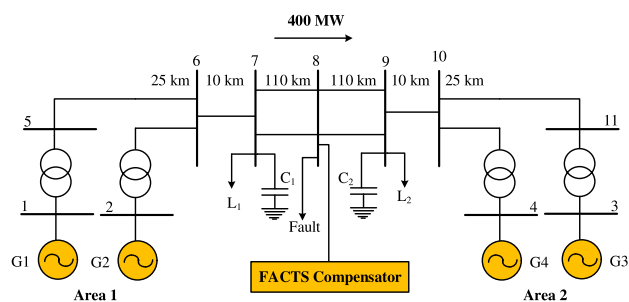 400 MW
6 7 8 9 10
25 km 10 km 110 km 110 km 10 km 25 km
5 11
C₁ C₂
L₁ L₂
1 2 4 3
Fault
G1 G2 G4 G3
FACTS Compensator
Area 1 Area 2